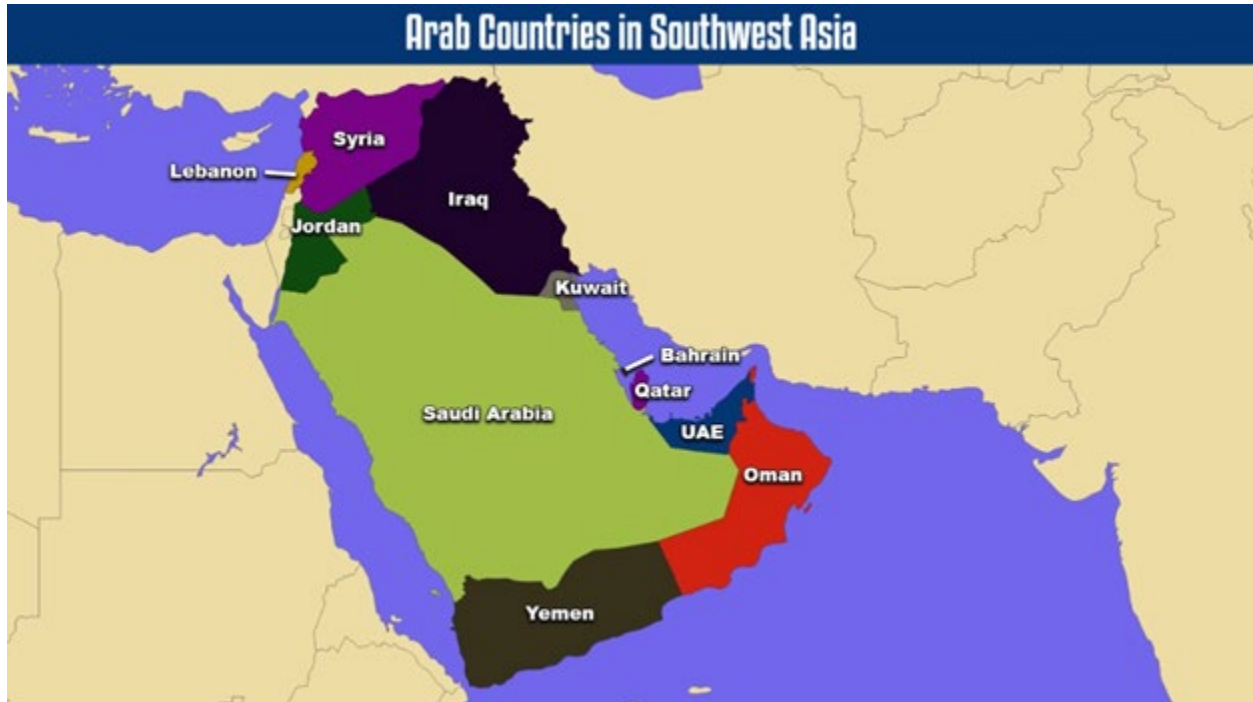 Arab Countries in Southwest Asia
Syria
Lebanon
Iraq
Jordan
Kuwait
Bahrain
Qatar
Saudi Arabia
UAE
Oman
Yemen